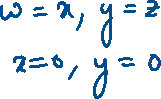 w = x, y = z
x=0, y = 0